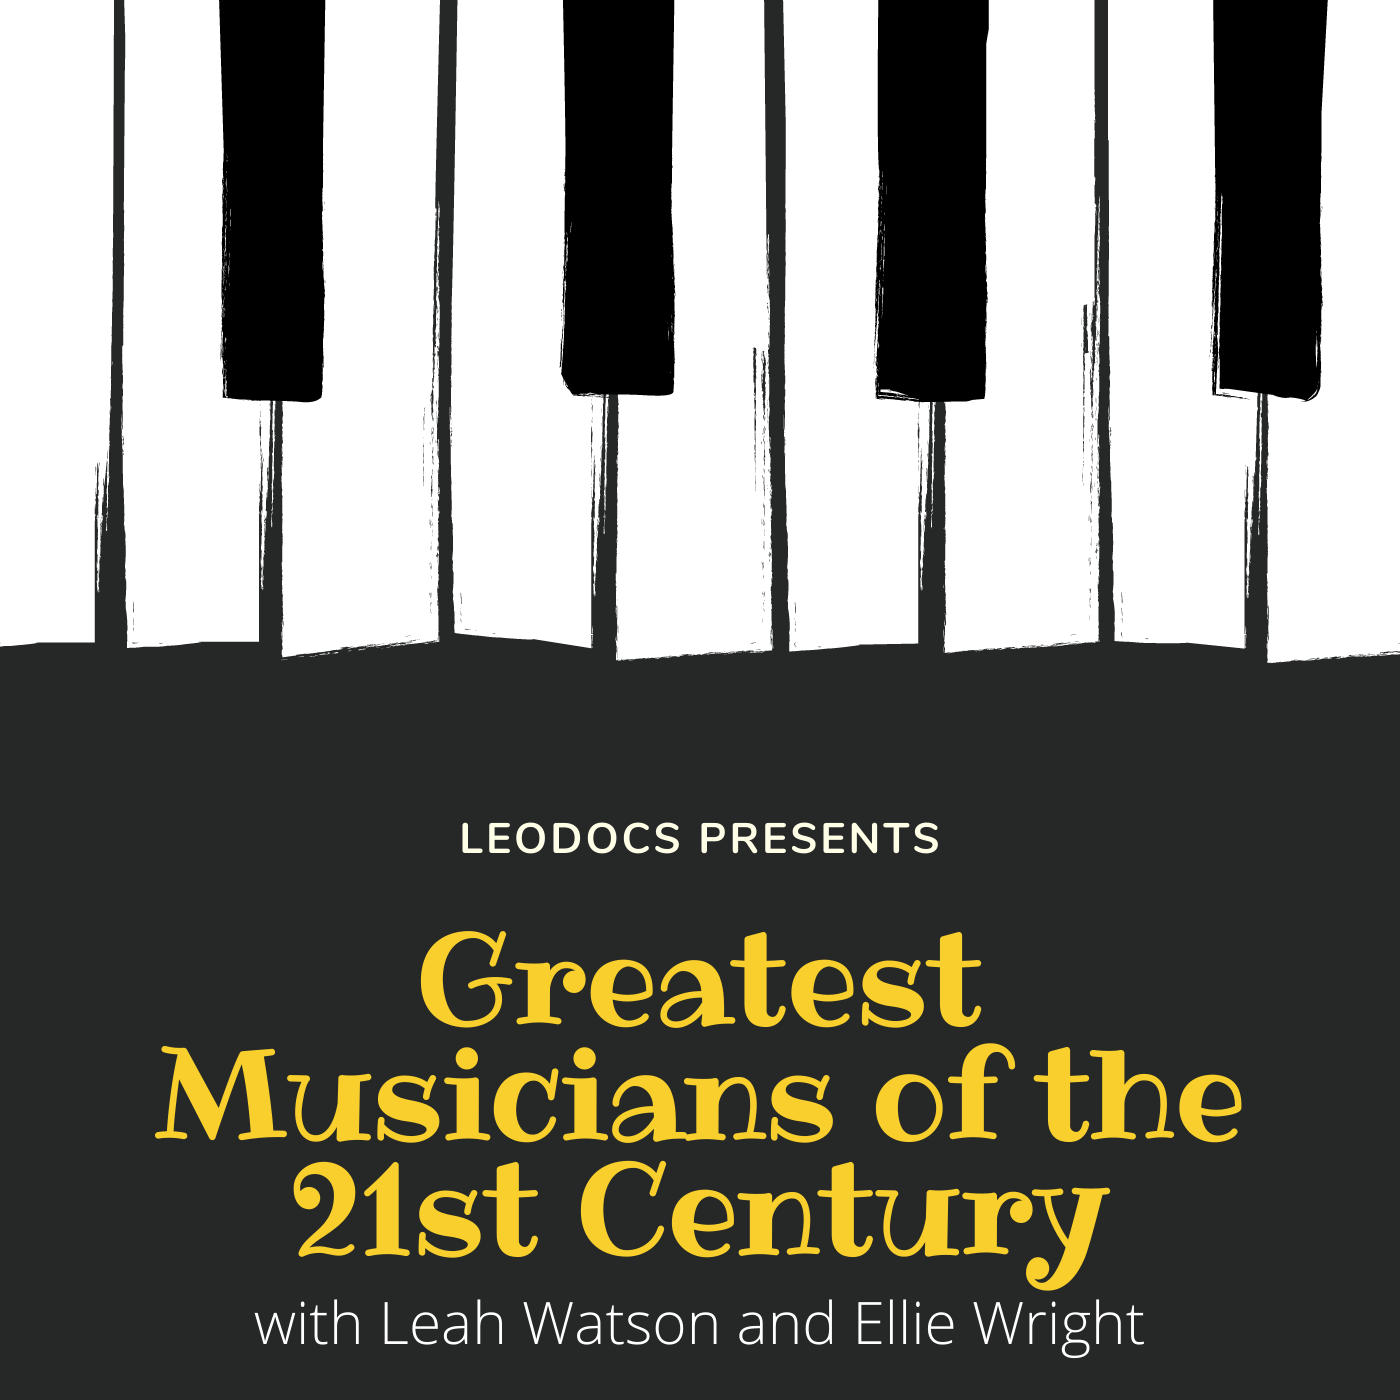 LEODOCS PRESENTS
Greatest
Musicians of the
21st Century
with Leah Watson and Ellie Wright